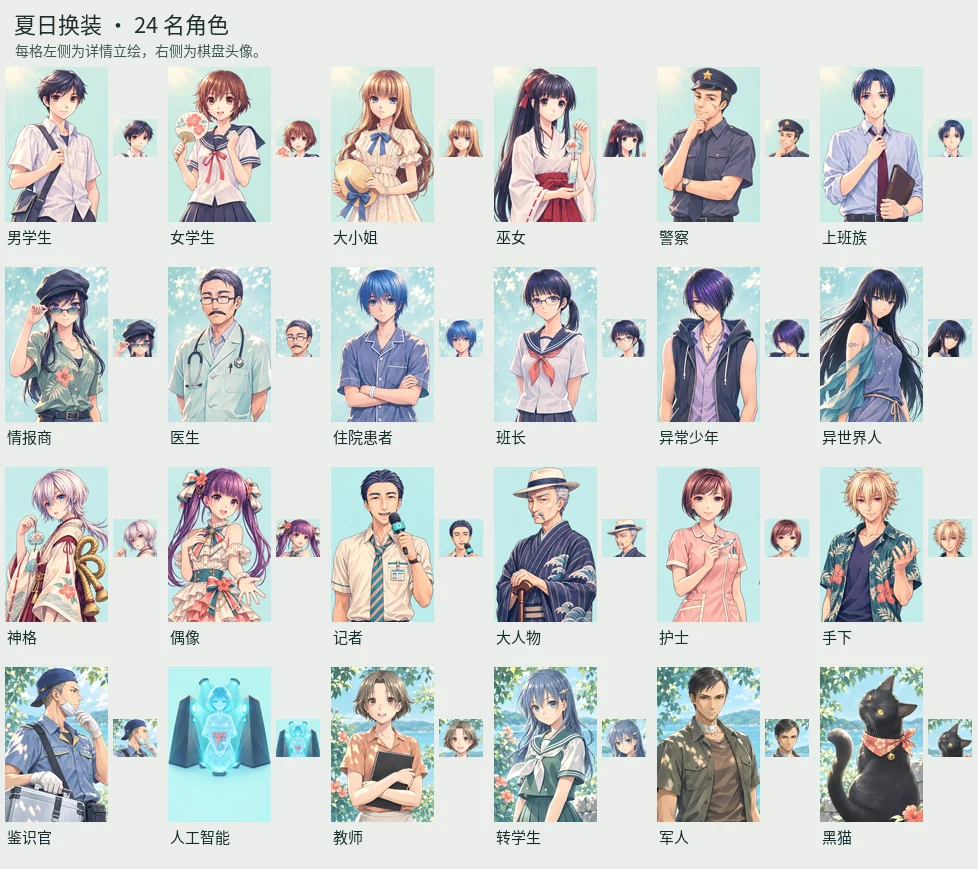 夏日换装 · 24 名角色
每格左侧为详情立绘，右侧为棋盘头像。
男学生 女学生 大小姐 巫女 警察 上班族
情报商 医生 住院患者 班长 异常少年 异世界人
神格 偶像 记者 大人物 护士 手下
鉴识官 人工智能 教师 转学生 军人 黑猫